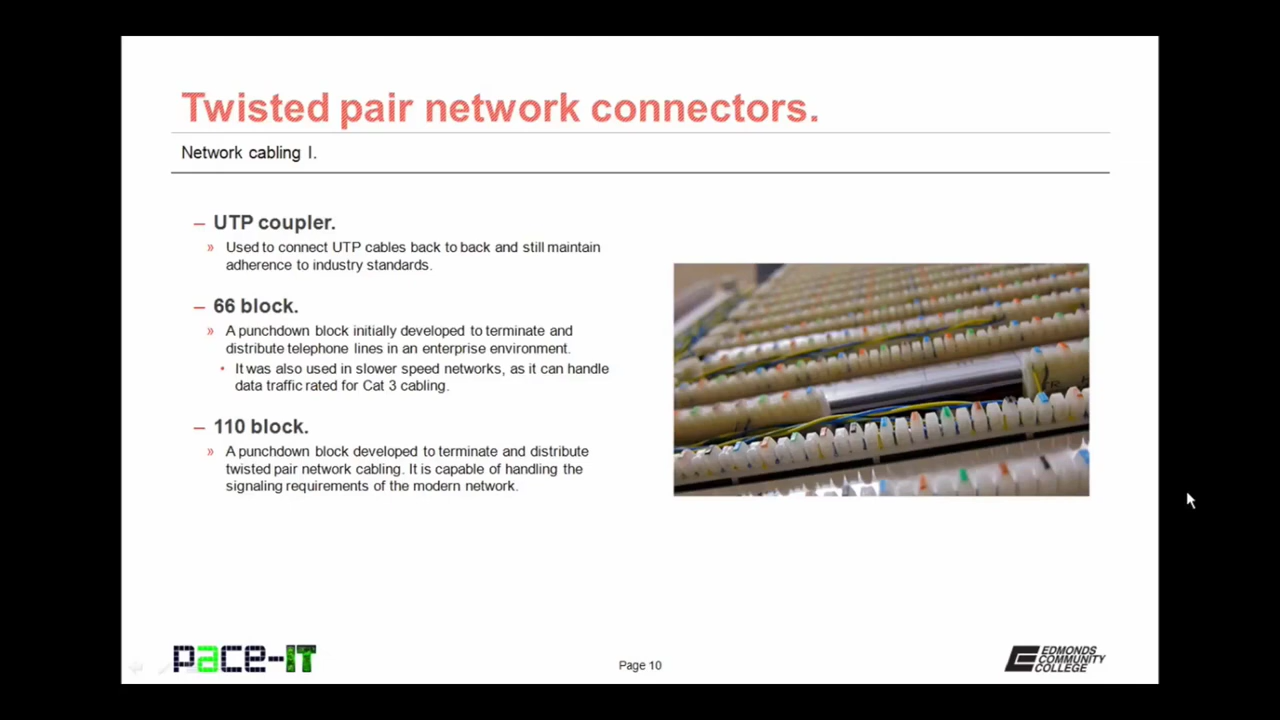 Twisted pair network connectors.
Network cabling I.
– UTP coupler.
» Used to connect UTP cables back to back and still maintain
adherence to industry standards.
– 66 block.
» A punchdown block initially developed to terminate and
distribute telephone lines in an enterprise environment.
• It was also used in slower speed networks, as it can handle
data traffic rated for Cat 3 cabling.
– 110 block.
» A punchdown block developed to terminate and distribute
twisted pair network cabling. It is capable of handling the
signaling requirements of the modern network.
pace-IT
Page 10
EDMONDS
COMMUNITY
COLLEGE